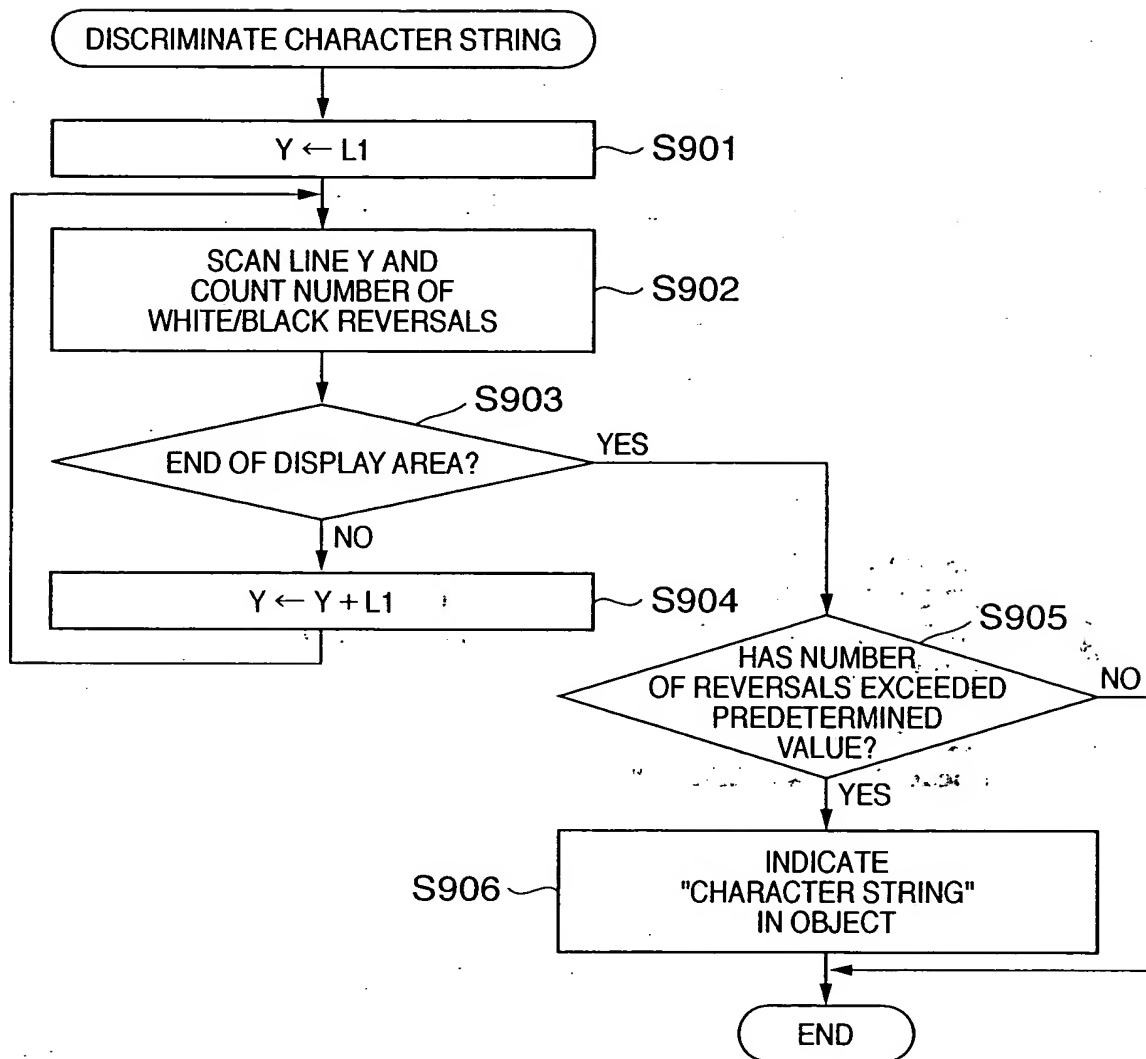 DISCRIMINATE CHARACTER STRING
Y ← L1
S901
SCAN LINE Y AND
COUNT NUMBER OF
WHITE/BLACK REVERSALS
S902
S903
END OF DISPLAY AREA?
YES
NO
Y ← Y + L1
S904
S905
HAS NUMBER
OF REVERSALS EXCEEDED
PREDETERMINED
VALUE?
NO
YES
INDICATE
"CHARACTER STRING"
IN OBJECT
S906
END